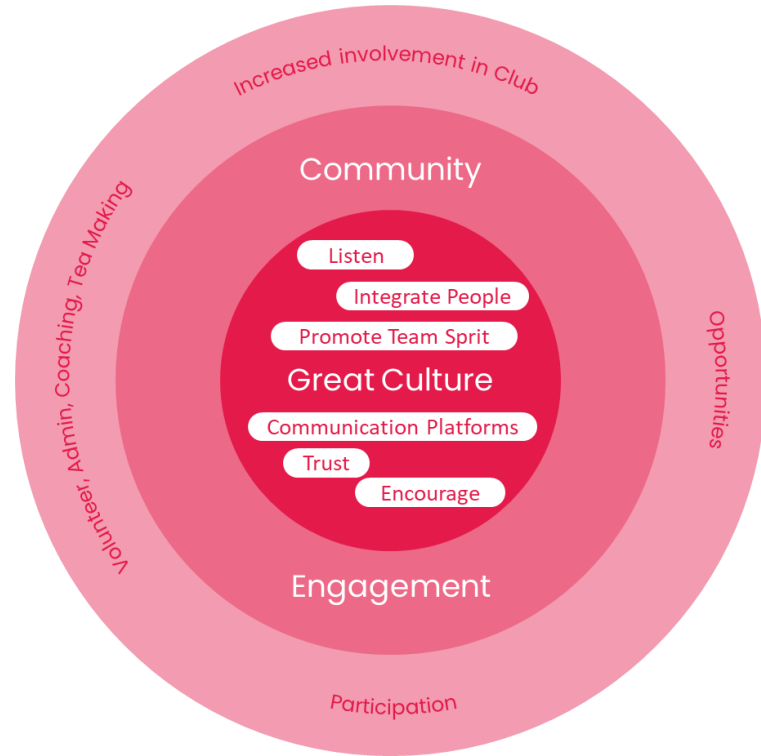 Increased involvement in Club
Community
Listen
Integrate People
Promote Team Sprit
Great Culture
Communication Platforms
Trust
Encourage
Engagement
Volunteer, Admin, Coaching, Tea Making
Opportunities
Participation